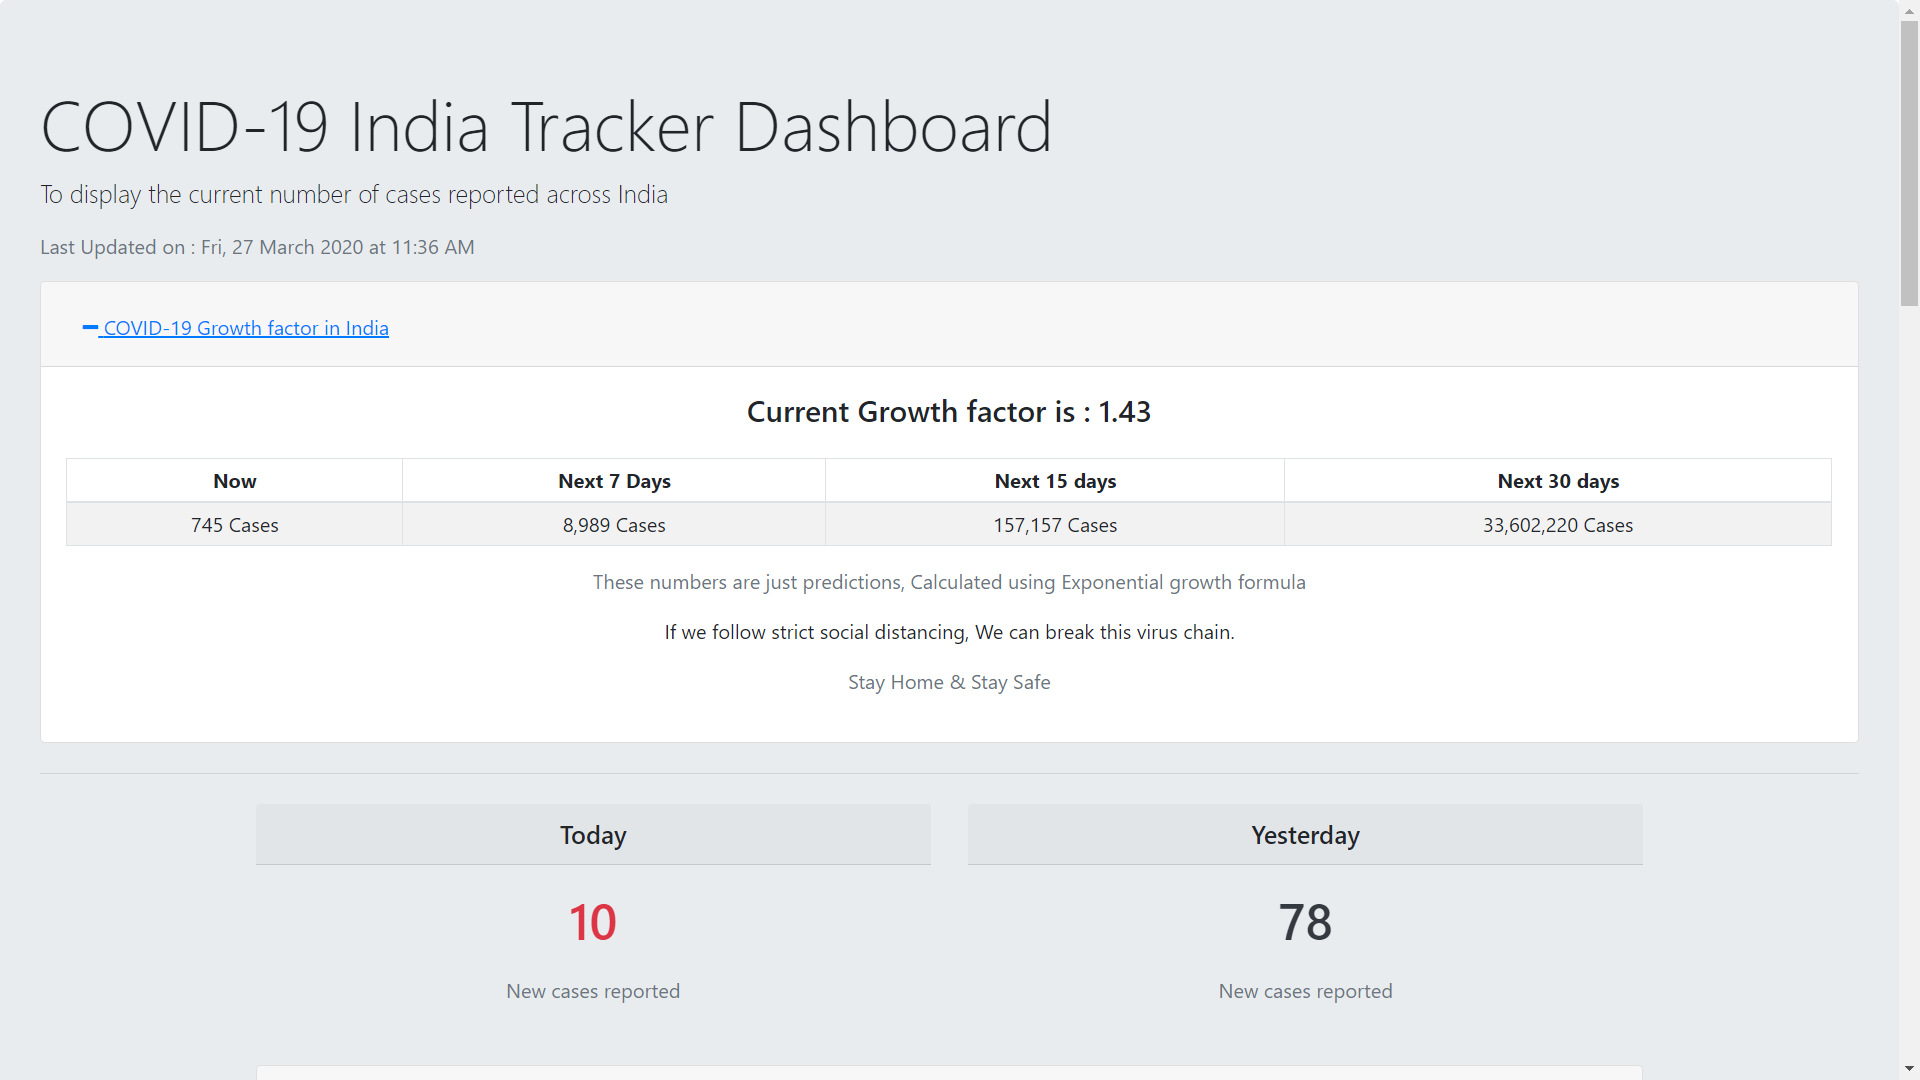 COVID-19 India Tracker Dashboard
To display the current number of cases reported across India
Last Updated on : Fri, 27 March 2020 at 11:36 AM
COVID-19 Growth factor in India
Current Growth factor is : 1.43
Now Next 7 Days Next 15 days Next 30 days
745 Cases 8,989 Cases 157,157 Cases 33,602,220 Cases
These numbers are just predictions, Calculated using Exponential growth formula
If we follow strict social distancing, We can break this virus chain.
Stay Home & Stay Safe
Today Yesterday
10 78
New cases reported New cases reported